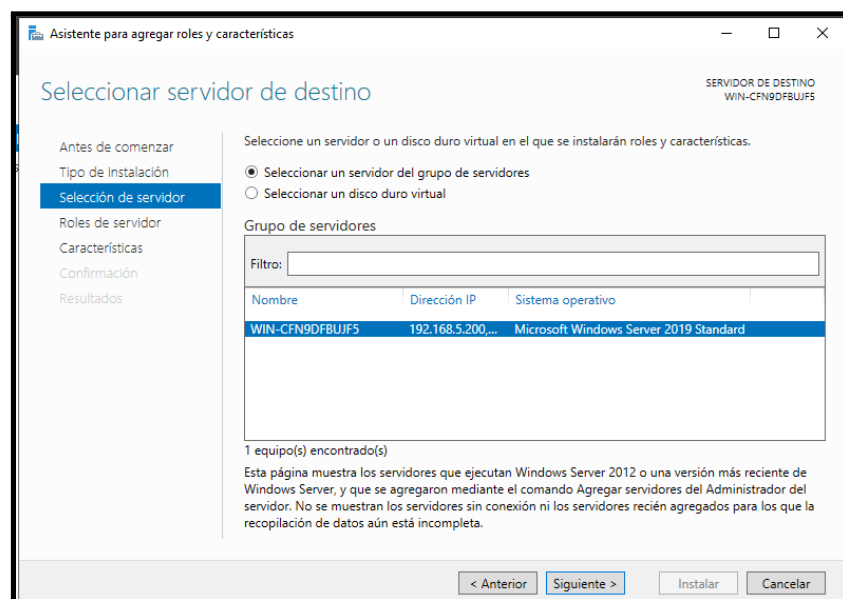 Asistente para agregar roles y características
Seleccionar servidor de destino
SERVIDOR DE DESTINO
WIN-CFN9DFBUJF5
Antes de comenzar
Tipo de instalación
Selección de servidor
Roles de servidor
Características
Confirmación
Resultados
Seleccione un servidor o un disco duro virtual en el que se instalarán roles y características.
Seleccionar un servidor del grupo de servidores
Seleccionar un disco duro virtual
Grupo de servidores
Filtro:
Nombre Dirección IP Sistema operativo
WIN-CFN9DFBUJF5 192.168.5.200,... Microsoft Windows Server 2019 Standard
1 equipo(s) encontrado(s)
Esta página muestra los servidores que ejecutan Windows Server 2012 o una versión más reciente de
Windows Server, y que se agregaron mediante el comando Agregar servidores del Administrador del
servidor. No se muestran los servidores sin conexión ni los servidores recién agregados para los que la
recopilación de datos aún está incompleta.
< Anterior Siguiente > Instalar Cancelar